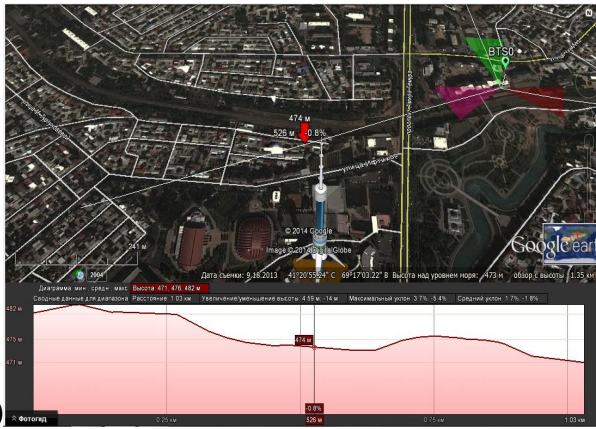 BTS0
474 м
526 м -0.8%
улица Ифтихор
© 2014 Google
Image © 2014 DigitalGlobe
Google earth
241 м
2004
Дата съемки: 9.18.2013 41°20'55.24" С 69°17'03.22" В Высота над уровнем моря: 473 м обзор с высоты 1.35 км
Диаграмма: мин., средн., макс. Высота: 471, 476, 482 м
Сводные данные для диапазона Расстояние: 1.03 км Увеличение/уменьшение высоты: 4.59 м, -14 м Максимальный уклон: 3.7%, -5.4% Средний уклон: 1.7%, -1.8%
482 м
475 м
471 м
474 м
-0.8%
0.25 км 526 м 0.75 км 1.03 км
Фотогид